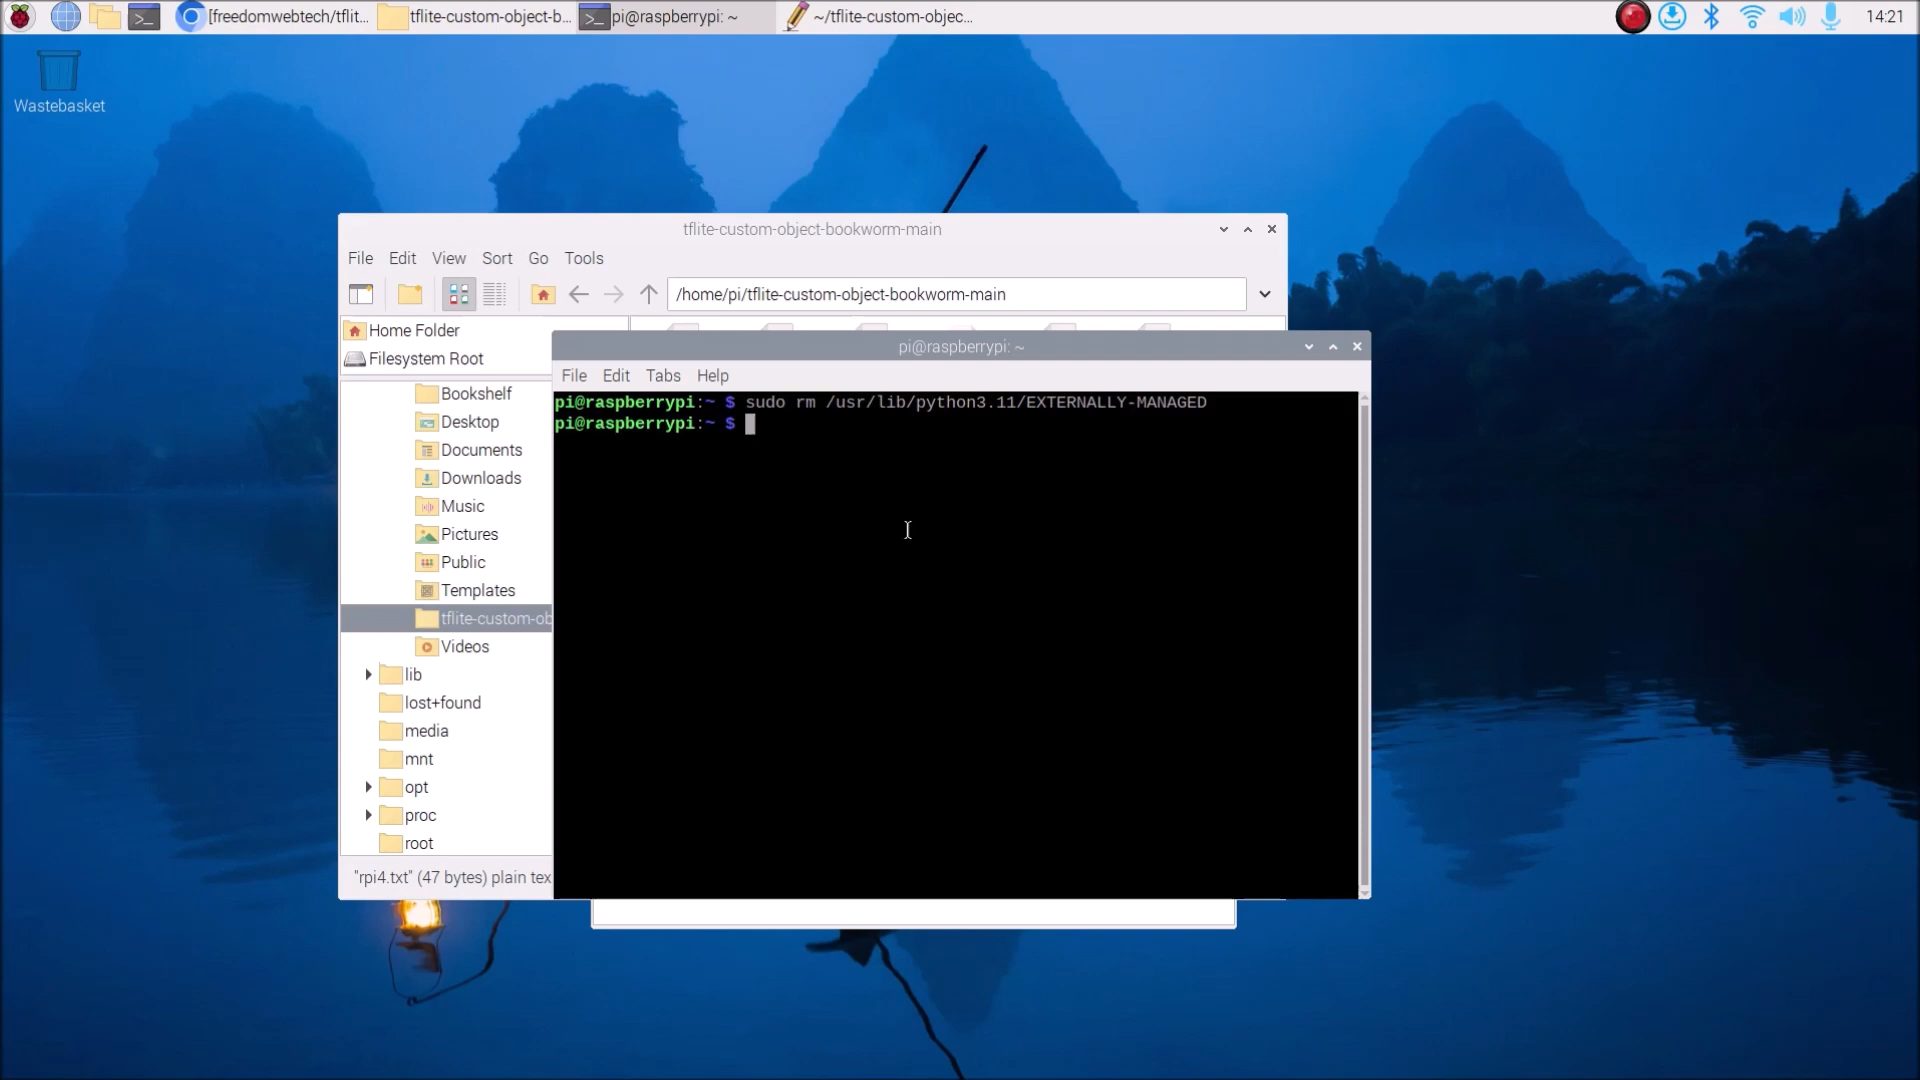 [freedomwebtech/tflit...
tflite-custom-object-b...
pi@raspberrypi: ~
~/tflite-custom-objec...
14:21
Wastebasket
tflite-custom-object-bookworm-main
File Edit View Sort Go Tools
/home/pi/tflite-custom-object-bookworm-main
Home Folder
Filesystem Root
Bookshelf
Desktop
Documents
Downloads
Music
Pictures
Public
Templates
tflite-custom-ob
Videos
lib
lost+found
media
mnt
opt
proc
root
"rpi4.txt" (47 bytes) plain tex
pi@raspberrypi: ~
File Edit Tabs Help
pi@raspberrypi:~ $ sudo rm /usr/lib/python3.11/EXTERNALLY-MANAGED
pi@raspberrypi:~ $